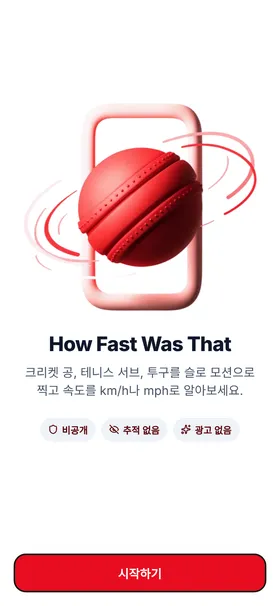 How Fast Was That
크리켓 공, 테니스 서브, 투구를 슬로 모션으로
찍고 속도를 km/h나 mph로 알아보세요.
비공개
추적 없음
광고 없음
시작하기